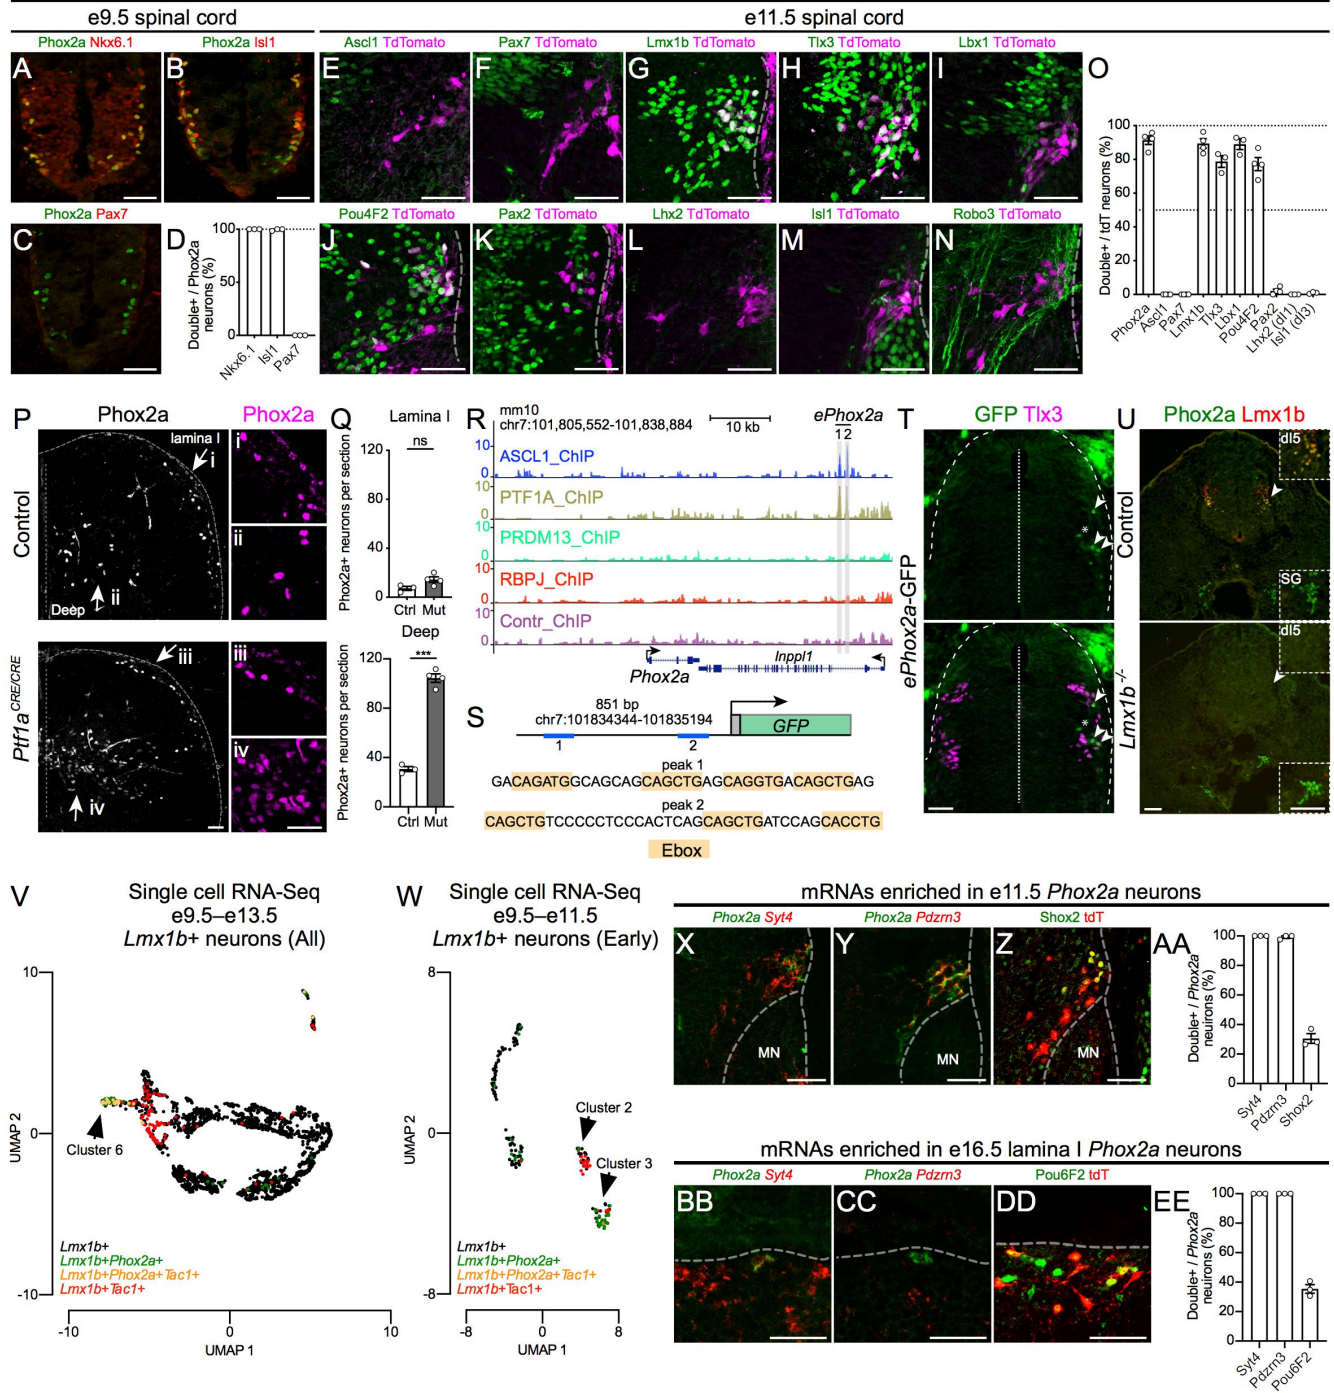 e9.5 spinal cord
e11.5 spinal cord
Phox2a Nkx6.1
Phox2a Isl1
Ascl1 TdTomato
Pax7 TdTomato
Lmx1b TdTomato
Tlx3 TdTomato
Lbx1 TdTomato
A
B
E
F
G
H
I
O
Double+ / tdT neurons (%)
100
80
60
40
20
0
Phox2a
Ascl1
Pax7
Lmx1b
Tlx3
Lbx1
Pou4F2
Pax2
Lhx2 (dI1)
Isl1 (dI3)
Phox2a Pax7
C
D
Double+ / Phox2a
neurons (%)
100
50
0
Nkx6.1
Isl1
Pax7
Pou4F2 TdTomato
Pax2 TdTomato
Lhx2 TdTomato
Isl1 TdTomato
Robo3 TdTomato
J
K
L
M
N
P
Phox2a
Phox2a
Control
lamina I
i
ii
Deep
i
ii
Ptf1aCRE/CRE
iii
iv
iii
iv
Q
Lamina I
Phox2a+ neurons per section
120
80
40
0
ns
Ctrl Mut
Deep
Phox2a+ neurons per section
120
80
40
0
***
Ctrl Mut
R
mm10
chr7:101,805,552-101,838,884
10 kb
ePhox2a
1 2
10
ASCL1_ChIP
0
10
PTF1A_ChIP
0
10
PRDM13_ChIP
0
10
RBPJ_ChIP
0
10
Contr_ChIP
0
Phox2a
Inppl1
S
851 bp
chr7:101834344-101835194
GFP
1
2
peak 1
GACAGATGGCAGCAGCAGCTGAGCAGGTGACAGCTGAG
peak 2
CAGCTGTCCCCCTCCCACTCAGCAGCTGATCCAGCACCTG
Ebox
T
GFP Tlx3
ePhox2a-GFP
*
*
U
Phox2a Lmx1b
Control
dI5
SG
Lmx1b-/-
dI5
V
Single cell RNA-Seq
e9.5–e13.5
Lmx1b+ neurons (All)
UMAP 2
10
0
-10
Cluster 6
Lmx1b+
Lmx1b+Phox2a+
Lmx1b+Phox2a+Tac1+
Lmx1b+Tac1+
-10
0
10
UMAP 1
W
Single cell RNA-Seq
e9.5–e11.5
Lmx1b+ neurons (Early)
UMAP 2
8
0
-8
Cluster 2
Cluster 3
Lmx1b+
Lmx1b+Phox2a+
Lmx1b+Phox2a+Tac1+
Lmx1b+Tac1+
-8
0
8
UMAP 1
mRNAs enriched in e11.5 Phox2a neurons
Phox2a Syt4
Phox2a Pdzrn3
Shox2 tdT
X
Y
Z
MN
MN
MN
AA
Double+ / Phox2a
neuirons (%)
100
80
60
40
20
0
Syt4
Pdzrn3
Shox2
mRNAs enriched in e16.5 lamina I Phox2a neurons
Phox2a Syt4
Phox2a Pdzrn3
Pou6F2 tdT
BB
CC
DD
EE
Double+ / Phox2a
neuirons (%)
100
80
60
40
20
0
Syt4
Pdzrn3
Pou6F2